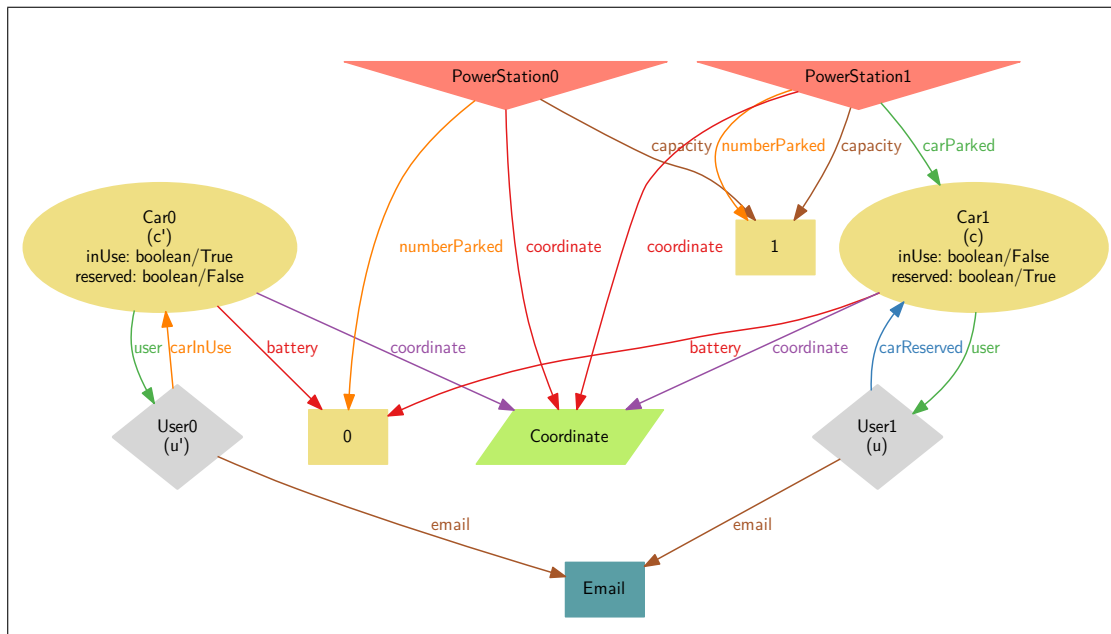 PowerStation0
PowerStation1
capacity
numberParked
capacity
carParked
Car0
(c')
inUse: boolean/True
reserved: boolean/False
numberParked
coordinate
coordinate
1
Car1
(c)
inUse: boolean/False
reserved: boolean/True
user
carInUse
battery
coordinate
battery
coordinate
carReserved
user
User0
(u')
0
Coordinate
User1
(u)
email
email
Email